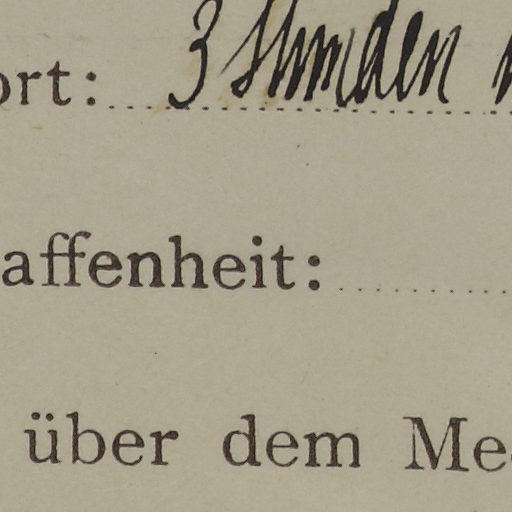 ort: 3 Stunden
affenheit:
über dem Me